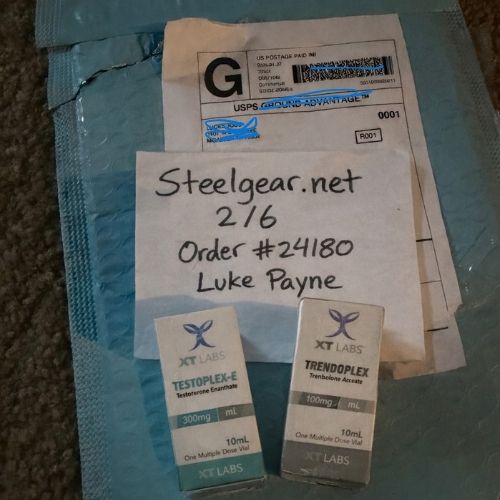 G
US POSTAGE PAID IMI
USPS GROUND ADVANTAGE™
0001
R001
Steelgear.net
2/6
Order #24180
Luke Payne
XT LABS
TESTOPLEX-E
Testosterone Enanthate
300mg mL
10mL
One Multiple Dose Vial
XT LABS
XT LABS
TRENDOPLEX
Trenbolone Acetate
100mg mL
10mL
One Multiple Dose Vial
XT LABS